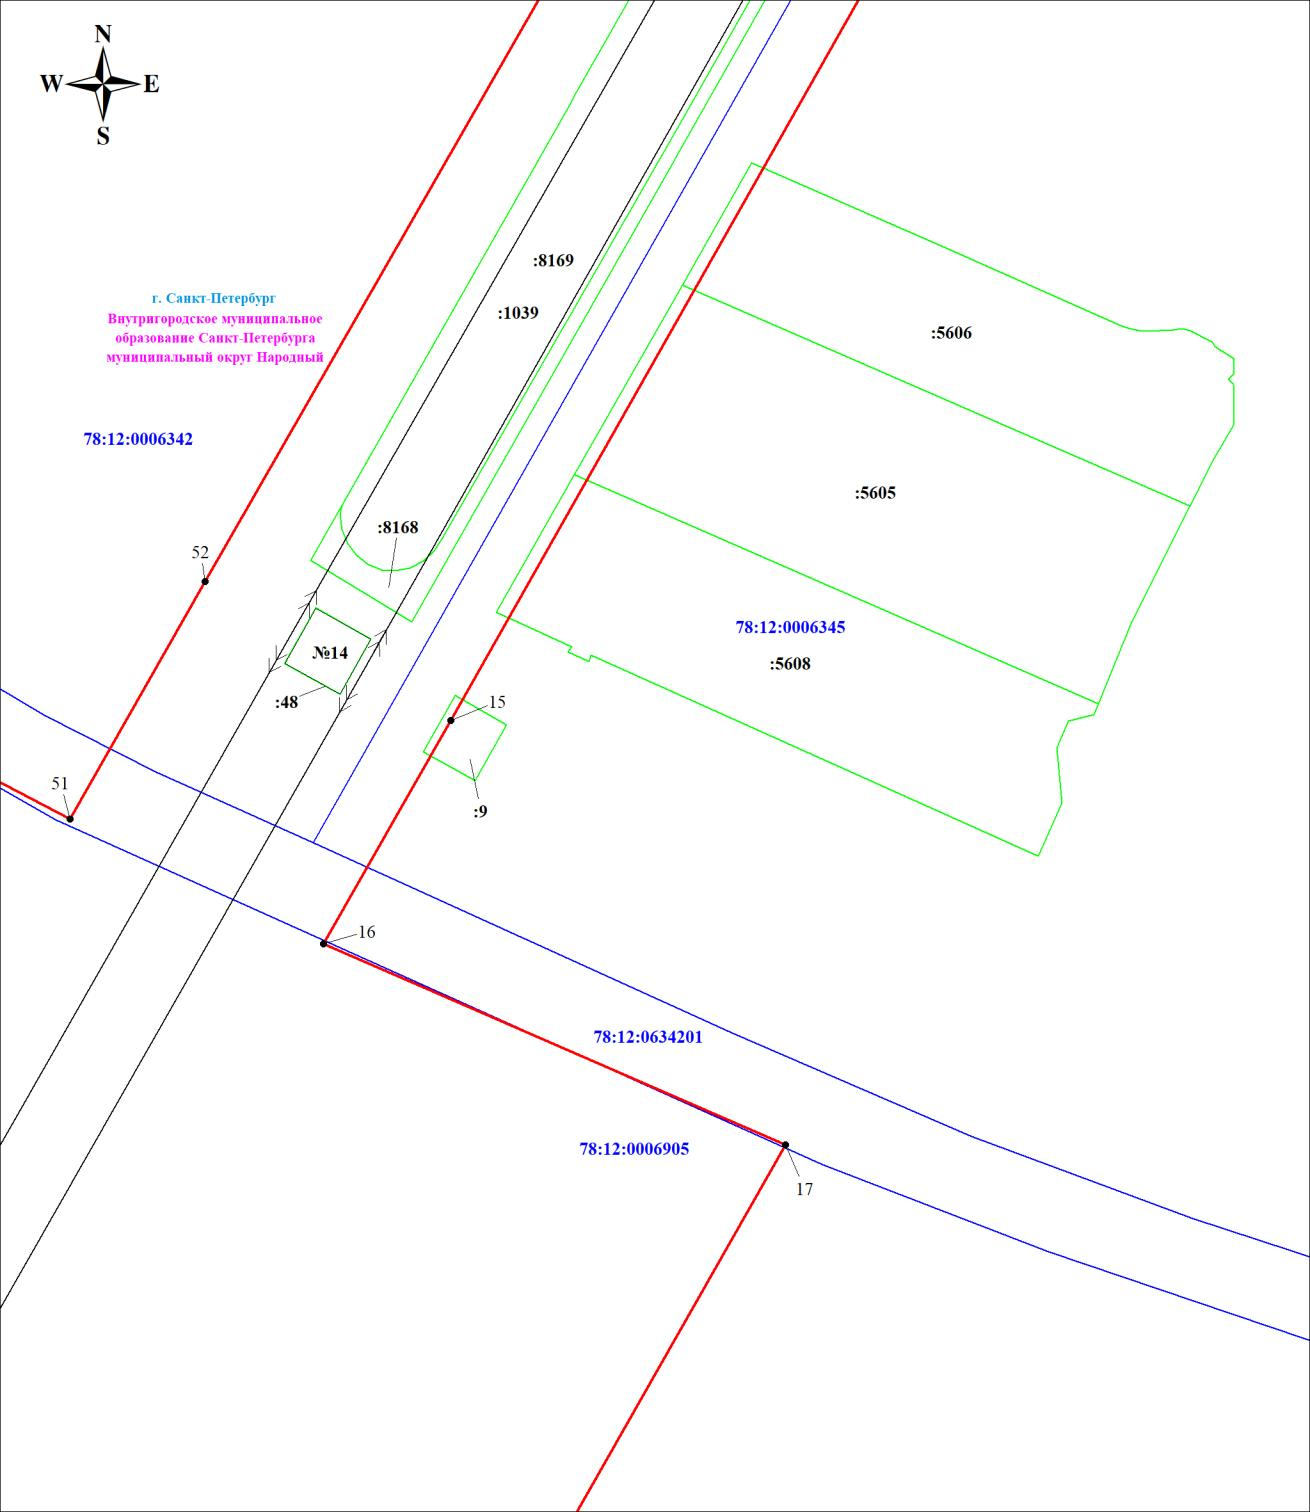 N
W E
S
:8169
г. Санкт-Петербург
:1039
Внутригородское муниципальное
образование Санкт-Петербурга
муниципальный округ Народный
:5606
78:12:0006342
:5605
:8168
52
78:12:0006345
№14
:5608
:48
15
51
:9
16
78:12:0634201
78:12:0006905
17